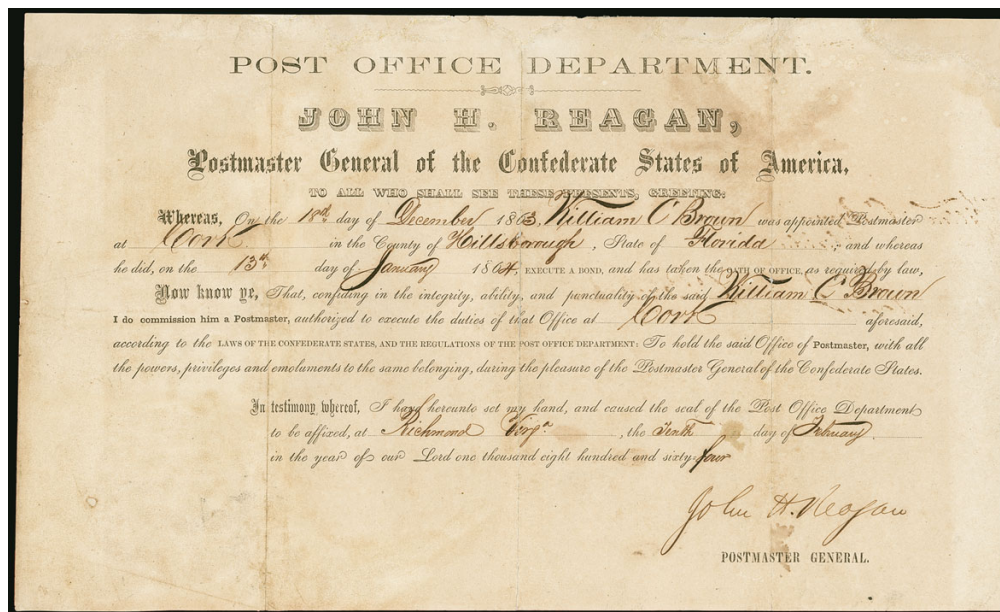 POST OFFICE DEPARTMENT.
JOHN H. REAGAN,
Postmaster General of the Confederate States of America,
TO ALL WHO SHALL SEE THESE PRESENTS, GREETING:
Whereas, On the 18th day of December 1863, William C Brown was appointed Postmaster
at Cork in the County of Hillsborough, State of Florida and whereas
he did, on the 13th day of January 1864, EXECUTE A BOND, and has taken the OATH OF OFFICE, as required by law,
Now know ye, That, confiding in the integrity, ability, and punctuality of the said William C Brown
I do commission him a Postmaster, authorized to execute the duties of that Office at Cork aforesaid,
according to the LAWS OF THE CONFEDERATE STATES, AND THE REGULATIONS OF THE POST OFFICE DEPARTMENT: To hold the said Office of Postmaster, with all
the powers, privileges and emoluments to the same belonging, during the pleasure of the Postmaster General of the Confederate States.
In testimony whereof, I have hereunto set my hand, and caused the seal of the Post Office Department
to be affixed, at Richmond Virga, the Tenth day of February
in the year of our Lord one thousand eight hundred and sixty-four
John H. Reagan
POSTMASTER GENERAL.